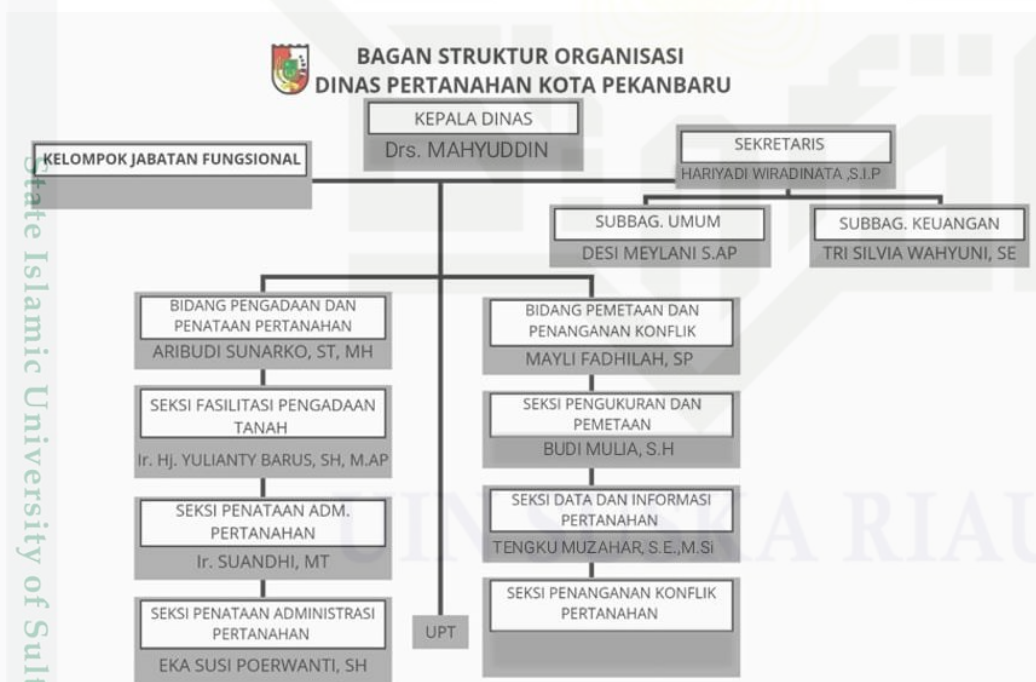 BAGAN STRUKTUR ORGANISASI
DINAS PERTANAHAN KOTA PEKANBARU
KEPALA DINAS
Drs. MAHYUDDIN
KELOMPOK JABATAN FUNGSIONAL
SEKRETARIS
HARIYADI WIRADINATA ,S.I.P
SUBBAG. UMUM
DESI MEYLANI S.AP
SUBBAG. KEUANGAN
TRI SILVIA WAHYUNI, SE
BIDANG PENGADAAN DAN
PENATAAN PERTANAHAN
ARIBUDI SUNARKO, ST, MH
SEKSI FASILITASI PENGADAAN
TANAH
Ir. Hj. YULIANTY BARUS, SH, M.AP
SEKSI PENATAAN ADM.
PERTANAHAN
Ir. SUANDHI, MT
SEKSI PENATAAN ADMINISTRASI
PERTANAHAN
EKA SUSI POERWANTI, SH
UPT
BIDANG PEMETAAN DAN
PENANGANAN KONFLIK
MAYLI FADHILAH, SP
SEKSI PENGUKURAN DAN
PEMETAAN
BUDI MULIA, S.H
SEKSI DATA DAN INFORMASI
PERTANAHAN
TENGKU MUZAHAR, S.E.,M.Si
SEKSI PENANGANAN KONFLIK
PERTANAHAN
State Islamic University of Sult
UIN SUSKA RIAU